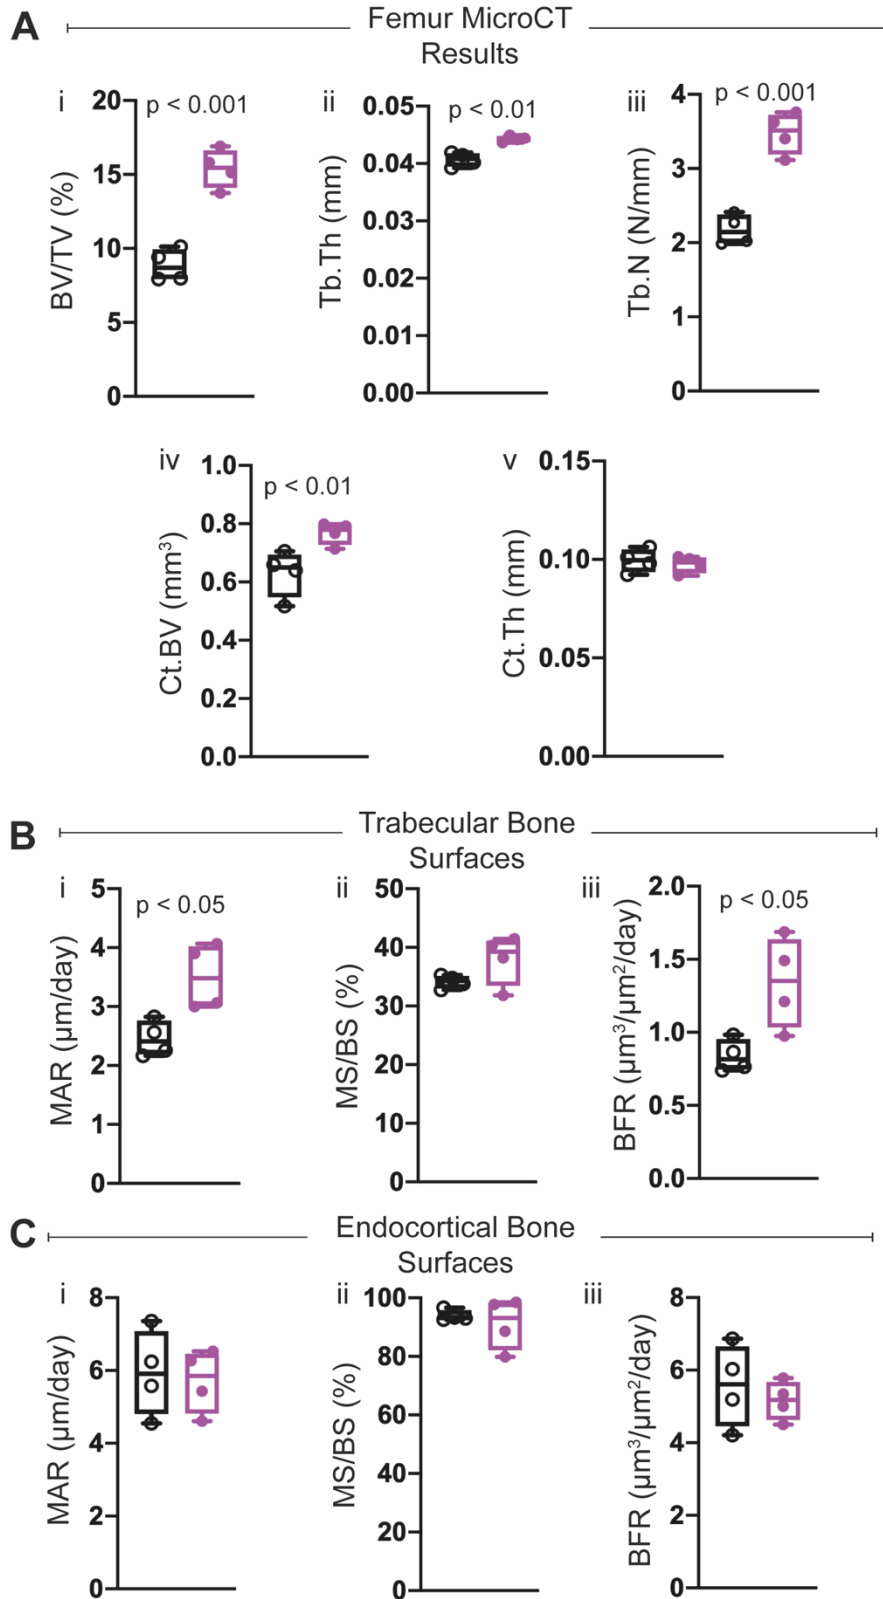 A
Femur MicroCT
Results
i
BV/TV (%)
20
15
10
5
0
p < 0.001
ii
Tb.Th (mm)
0.05
0.04
0.03
0.02
0.01
0.00
p < 0.01
iii
Tb.N (N/mm)
4
3
2
1
0
p < 0.001
iv
Ct.BV (mm³)
1.0
0.8
0.6
0.4
0.2
0.0
p < 0.01
v
Ct.Th (mm)
0.15
0.10
0.05
0.00
B
Trabecular Bone
Surfaces
i
MAR (μm/day)
5
4
3
2
1
0
p < 0.05
ii
MS/BS (%)
50
40
30
20
10
0
iii
BFR (μm³/μm²/day)
2.0
1.5
1.0
0.5
0.0
p < 0.05
C
Endocortical Bone
Surfaces
i
MAR (μm/day)
8
6
4
2
0
ii
MS/BS (%)
100
80
60
40
20
0
iii
BFR (μm³/μm²/day)
8
6
4
2
0